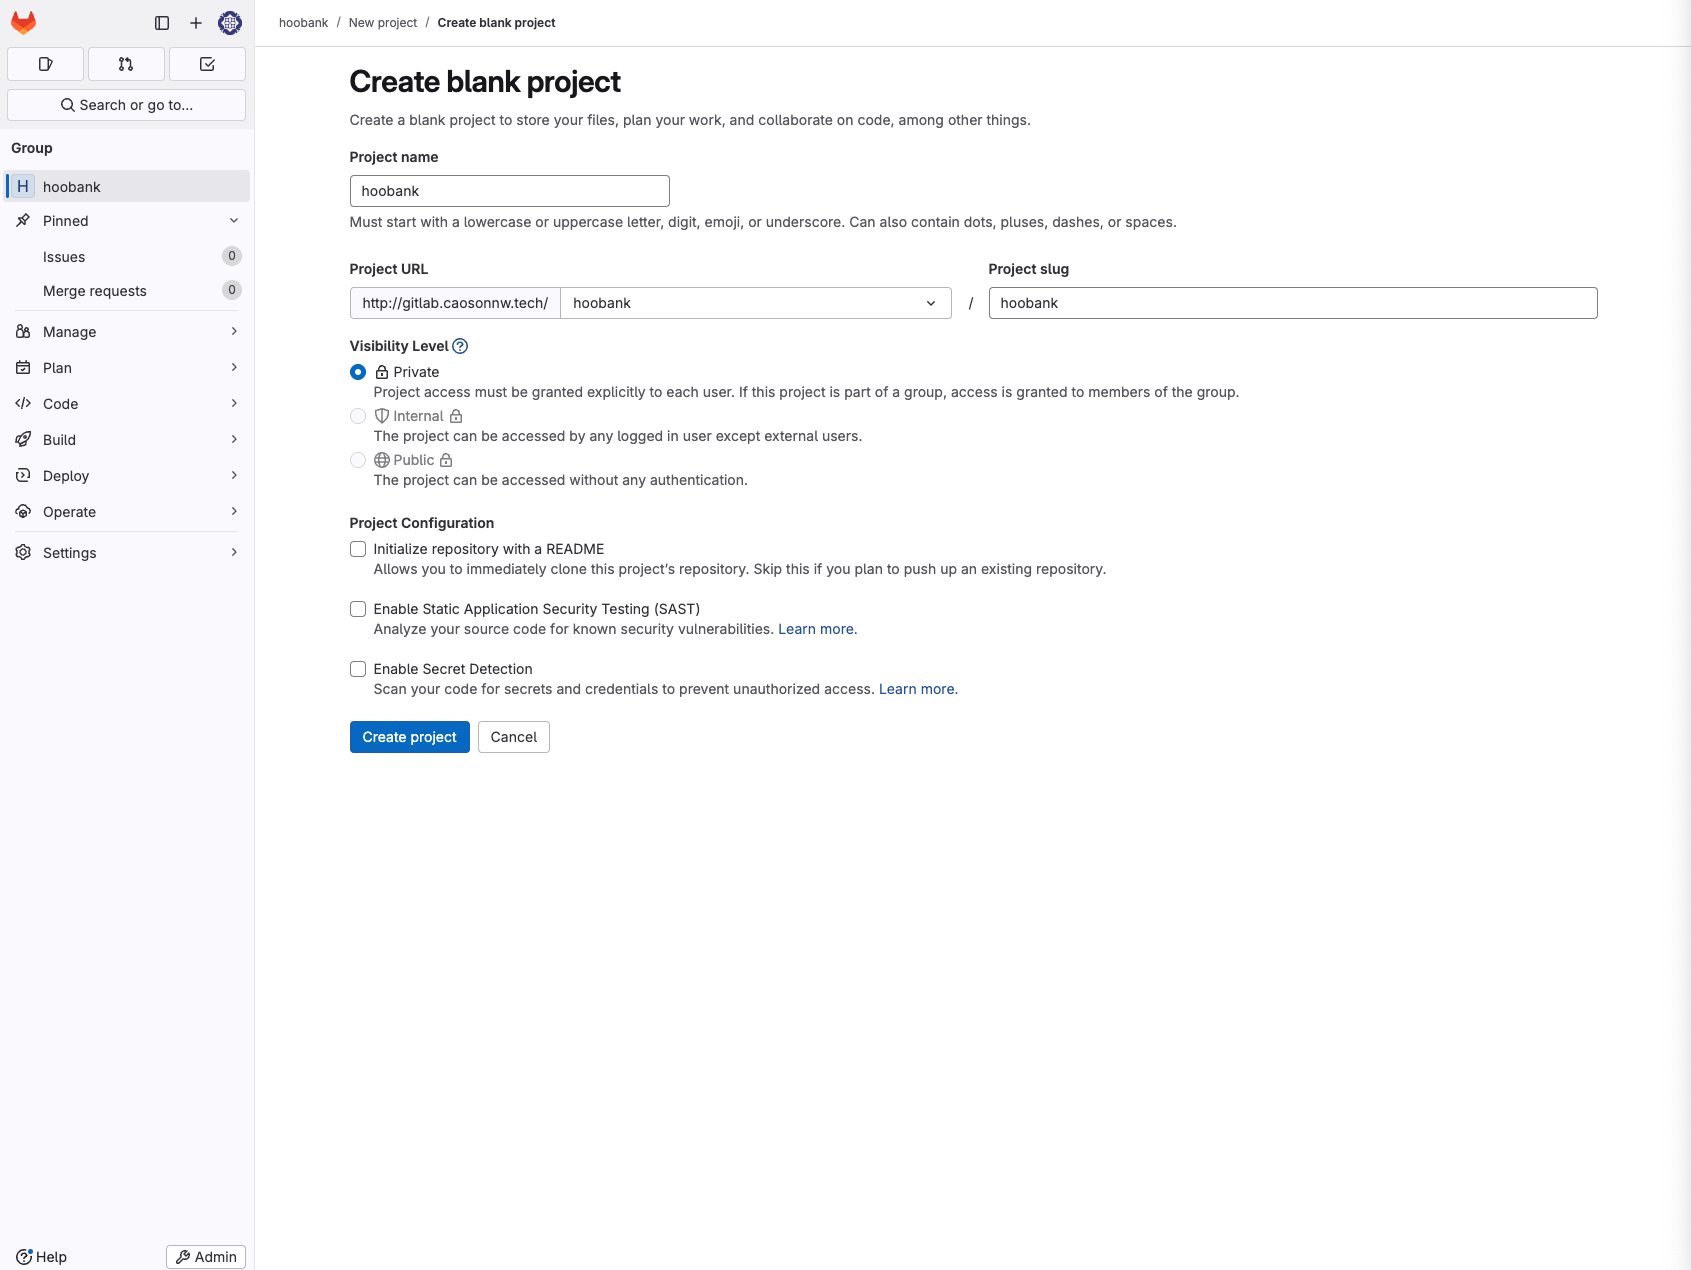 hoobank / New project / Create blank project
Search or go to...
Group
H hoobank
Pinned
Issues 0
Merge requests 0
Manage
Plan
Code
Build
Deploy
Operate
Settings
Help
Admin
Create blank project
Create a blank project to store your files, plan your work, and collaborate on code, among other things.
Project name
hoobank
Must start with a lowercase or uppercase letter, digit, emoji, or underscore. Can also contain dots, pluses, dashes, or spaces.
Project URL
http://gitlab.caosonnw.tech/ hoobank /
Project slug
hoobank
Visibility Level
Private
Project access must be granted explicitly to each user. If this project is part of a group, access is granted to members of the group.
Internal
The project can be accessed by any logged in user except external users.
Public
The project can be accessed without any authentication.
Project Configuration
Initialize repository with a README
Allows you to immediately clone this project's repository. Skip this if you plan to push up an existing repository.
Enable Static Application Security Testing (SAST)
Analyze your source code for known security vulnerabilities. Learn more.
Enable Secret Detection
Scan your code for secrets and credentials to prevent unauthorized access. Learn more.
Create project
Cancel